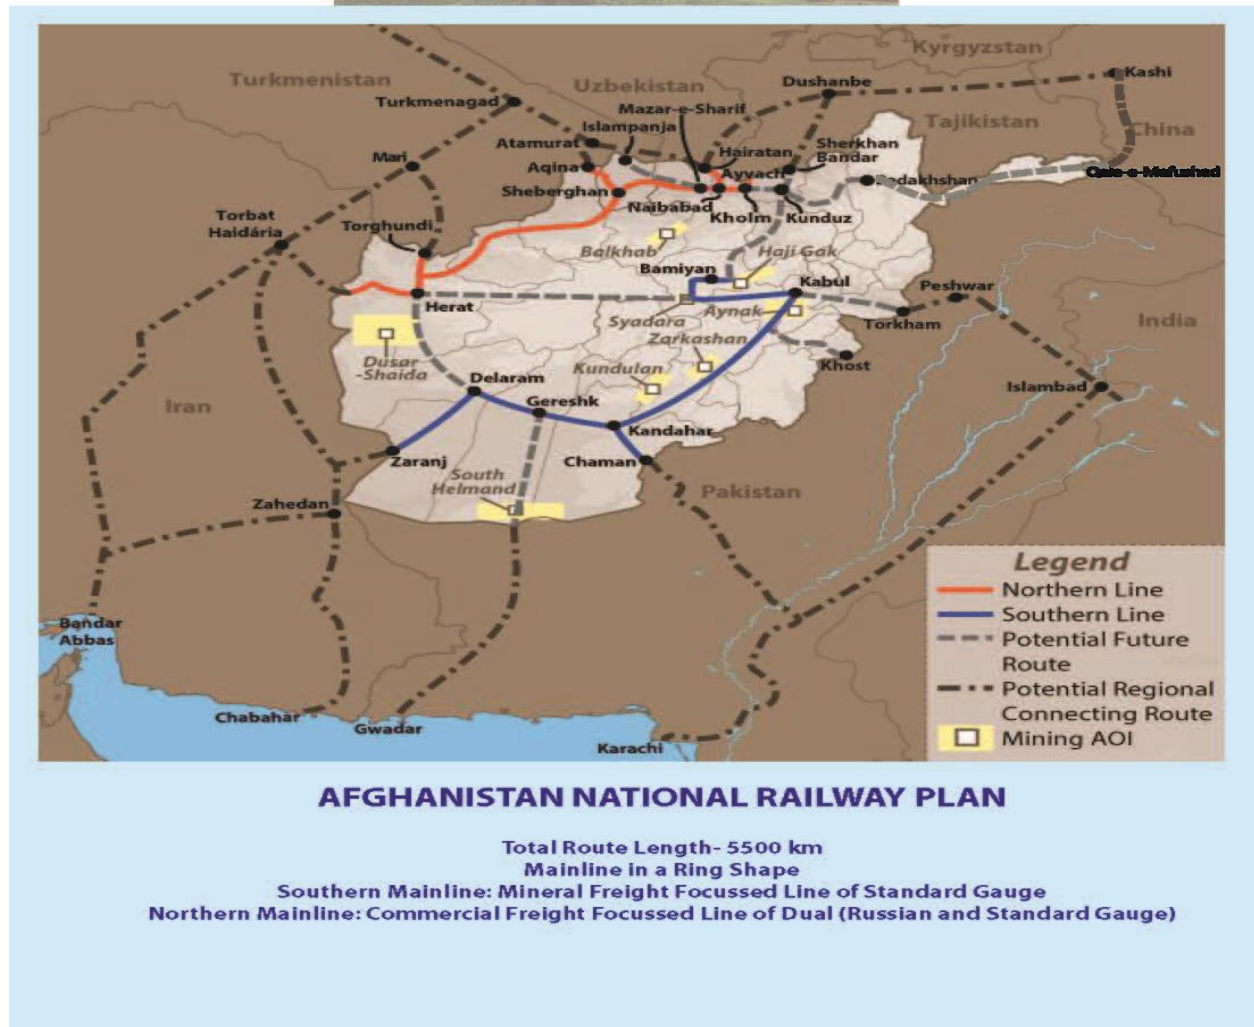 Kyrgyzstan
Kashi
Turkmenistan
Uzbekistan
Dushanbe
Turkmenagad
Mazar-e-Sharif
Islampanja
Tajikistan
China
Atamurat
Hairatan
Sherkhan
Bandar
Mari
Aqina
Ayvach
Badakhshan
Sheberghan
Naibabad
Kholm
Kunduz
Torbat
Haidária
Torghundi
Balkhab
Haji Gak
Bamiyan
Kabul
Peshwar
Herat
Syadara
Aynak
Torkham
India
Zarkashan
Dusar
-Shaida
Kundulan
Khost
Delaram
Islambad
Iran
Gereshk
Kandahar
Zaranj
Chaman
South
Helmand
Pakistan
Zahedan
Legend
Northern Line
Southern Line
Potential Future
Route
Potential Regional
Connecting Route
Mining AOI
Bandar
Abbas
Chabahar
Gwadar
Karachi
AFGHANISTAN NATIONAL RAILWAY PLAN
Total Route Length- 5500 km
Mainline in a Ring Shape
Southern Mainline: Mineral Freight Focussed Line of Standard Gauge
Northern Mainline: Commercial Freight Focussed Line of Dual (Russian and Standard Gauge)